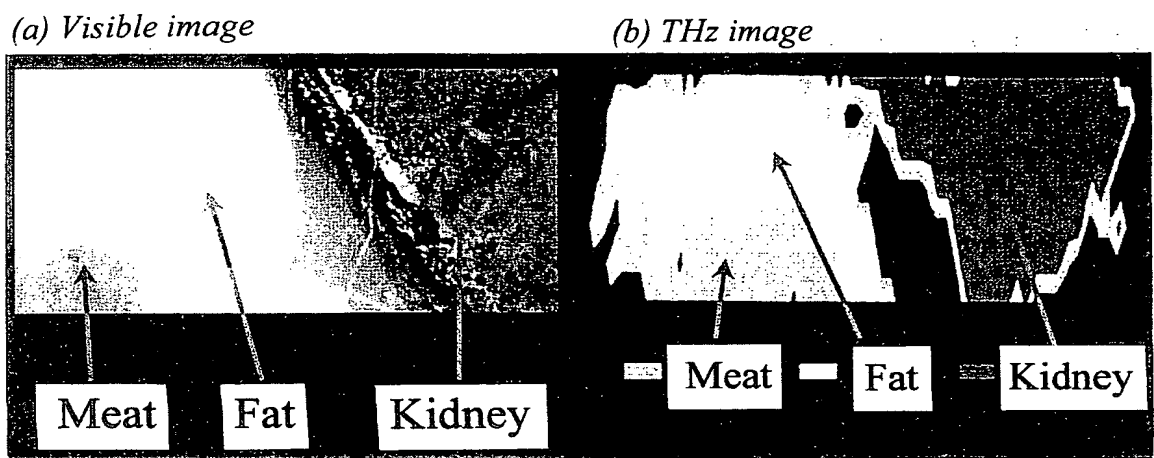 (a) Visible image
(b) THz image
Meat
Fat
Kidney
Meat
Fat
Kidney